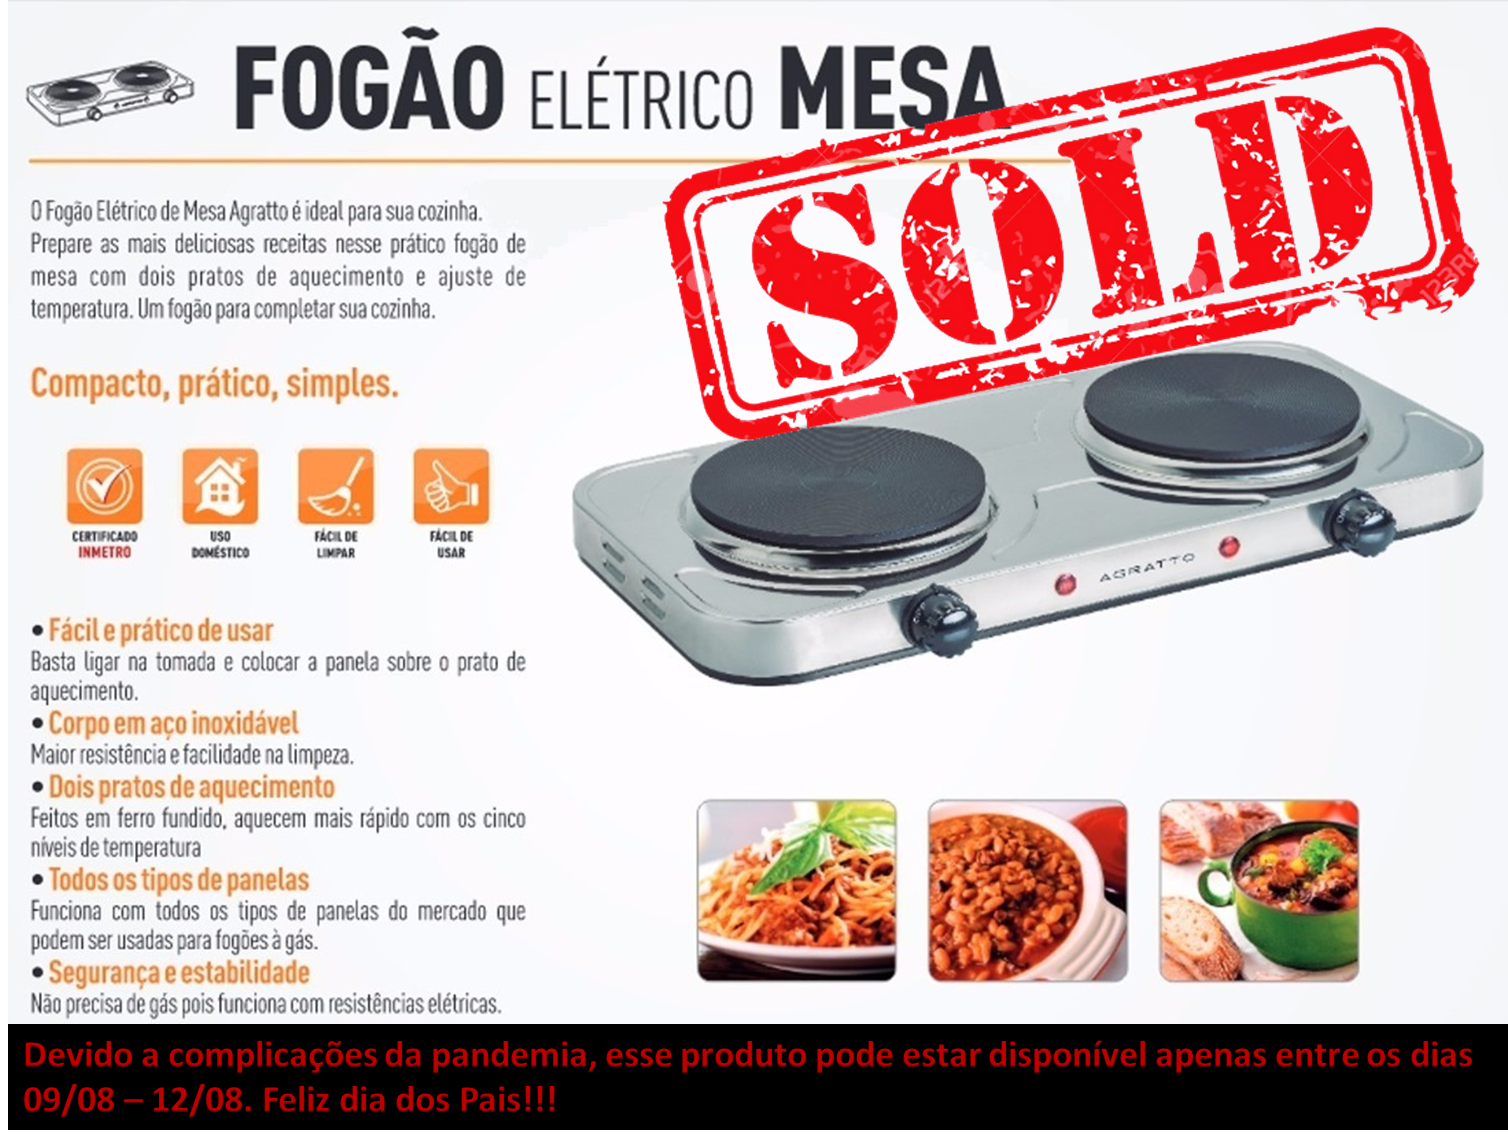 FOGÃO ELÉTRICO MESA
SOLD
O Fogão Elétrico de Mesa Agratto é ideal para sua cozinha.
Prepare as mais deliciosas receitas nesse prático fogão de
mesa com dois pratos de aquecimento e ajuste de
temperatura. Um fogão para completar sua cozinha.
Compacto, prático, simples.
CERTIFICADO
INMETRO
USO
DOMÉSTICO
FÁCIL DE
LIMPAR
FÁCIL DE
USAR
AGRATTO
• Fácil e prático de usar
Basta ligar na tomada e colocar a panela sobre o prato de
aquecimento.
• Corpo em aço inoxidável
Maior resistência e facilidade na limpeza.
• Dois pratos de aquecimento
Feitos em ferro fundido, aquecem mais rápido com os cinco
níveis de temperatura
• Todos os tipos de panelas
Funciona com todos os tipos de panelas do mercado que
podem ser usadas para fogões à gás.
• Segurança e estabilidade
Não precisa de gás pois funciona com resistências elétricas.
Devido a complicações da pandemia, esse produto pode estar disponível apenas entre os dias
09/08 – 12/08. Feliz dia dos Pais!!!